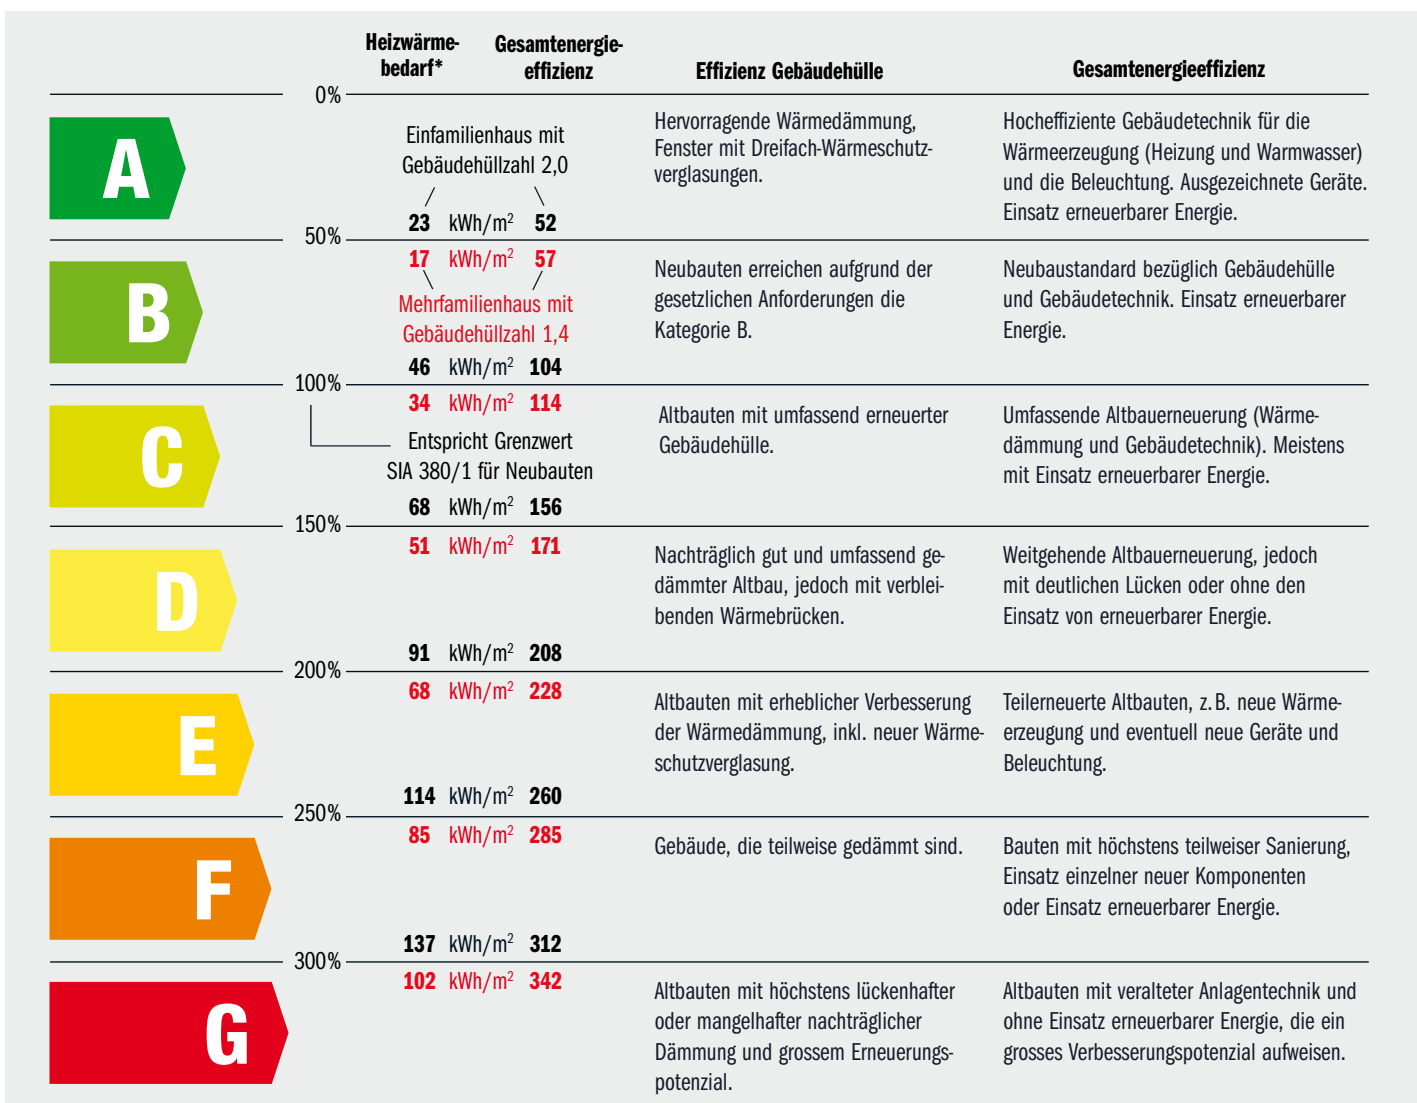 Heizwärme-
bedarf*
Gesamtenergie-
effizienz
Effizienz Gebäudehülle
Gesamtenergieeffizienz
0%
A
Einfamilienhaus mit
Gebäudehüllzahl 2,0
23 kWh/m² 52
Hervorragende Wärmedämmung,
Fenster mit Dreifach-Wärmeschutz-
verglasungen.
Hocheffiziente Gebäudetechnik für die
Wärmeerzeugung (Heizung und Warmwasser)
und die Beleuchtung. Ausgezeichnete Geräte.
Einsatz erneuerbarer Energie.
50%
B
17 kWh/m² 57
Mehrfamilienhaus mit
Gebäudehüllzahl 1,4
46 kWh/m² 104
Neubauten erreichen aufgrund der
gesetzlichen Anforderungen die
Kategorie B.
Neubaustandard bezüglich Gebäudehülle
und Gebäudetechnik. Einsatz erneuerbarer
Energie.
100%
C
34 kWh/m² 114
Entspricht Grenzwert
SIA 380/1 für Neubauten
68 kWh/m² 156
Altbauten mit umfassend erneuerter
Gebäudehülle.
Umfassende Altbauerneuerung (Wärme-
dämmung und Gebäudetechnik). Meistens
mit Einsatz erneuerbarer Energie.
150%
D
51 kWh/m² 171
91 kWh/m² 208
Nachträglich gut und umfassend ge-
dämmter Altbau, jedoch mit verblei-
benden Wärmebrücken.
Weitgehende Altbauerneuerung, jedoch
mit deutlichen Lücken oder ohne den
Einsatz von erneuerbarer Energie.
200%
E
68 kWh/m² 228
114 kWh/m² 260
Altbauten mit erheblicher Verbesserung
der Wärmedämmung, inkl. neuer Wärme-
schutzverglasung.
Teilerneuerte Altbauten, z.B. neue Wärme-
erzeugung und eventuell neue Geräte und
Beleuchtung.
250%
F
85 kWh/m² 285
137 kWh/m² 312
Gebäude, die teilweise gedämmt sind.
Bauten mit höchstens teilweiser Sanierung,
Einsatz einzelner neuer Komponenten
oder Einsatz erneuerbarer Energie.
300%
G
102 kWh/m² 342
Altbauten mit höchstens lückenhafter
oder mangelhafter nachträglicher
Dämmung und grossem Erneuerungs-
potenzial.
Altbauten mit veralteter Anlagentechnik und
ohne Einsatz erneuerbarer Energie, die ein
grosses Verbesserungspotenzial aufweisen.